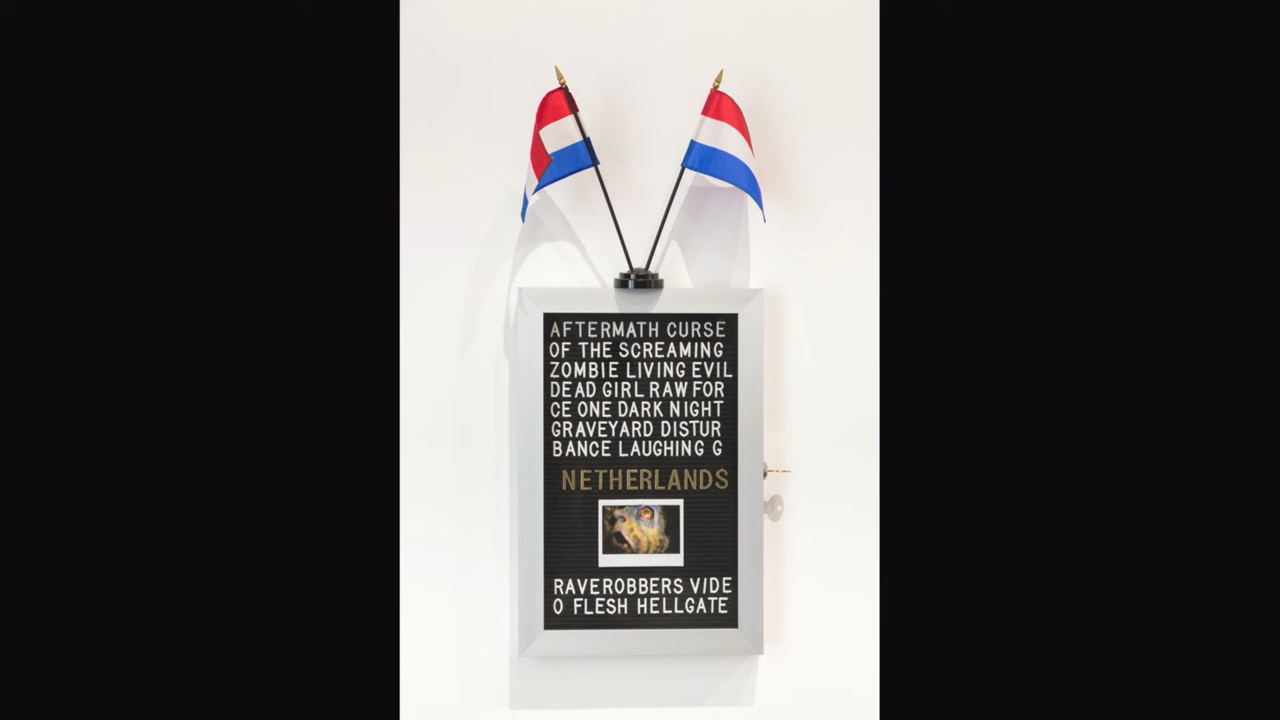 AFTERMATH CURSE
OF THE SCREAMING
ZOMBIE LIVING EVIL
DEAD GIRL RAW FOR
CE ONE DARK NIGHT
GRAVEYARD DISTUR
BANCE LAUGHING G
NETHERLANDS
RAVEROBBERS VIDE
O FLESH HELLGATE